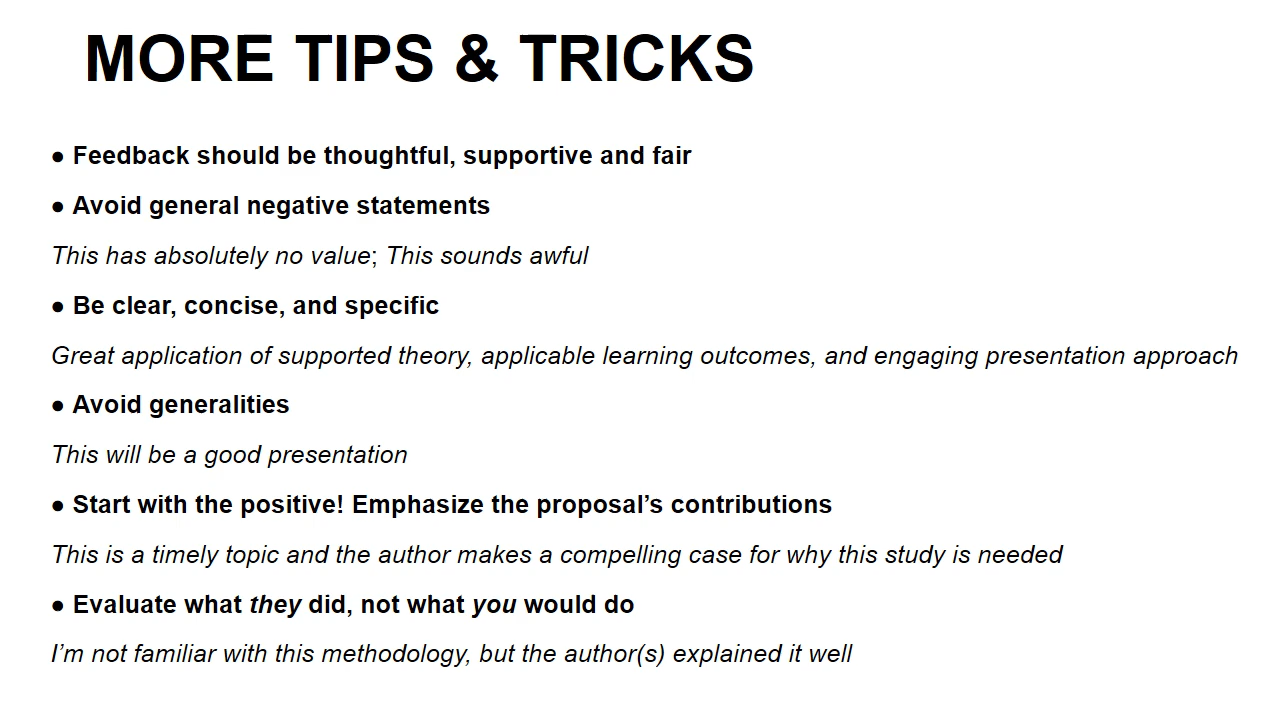 MORE TIPS & TRICKS
● Feedback should be thoughtful, supportive and fair
● Avoid general negative statements
This has absolutely no value; This sounds awful
● Be clear, concise, and specific
Great application of supported theory, applicable learning outcomes, and engaging presentation approach
● Avoid generalities
This will be a good presentation
● Start with the positive! Emphasize the proposal’s contributions
This is a timely topic and the author makes a compelling case for why this study is needed
● Evaluate what they did, not what you would do
I’m not familiar with this methodology, but the author(s) explained it well